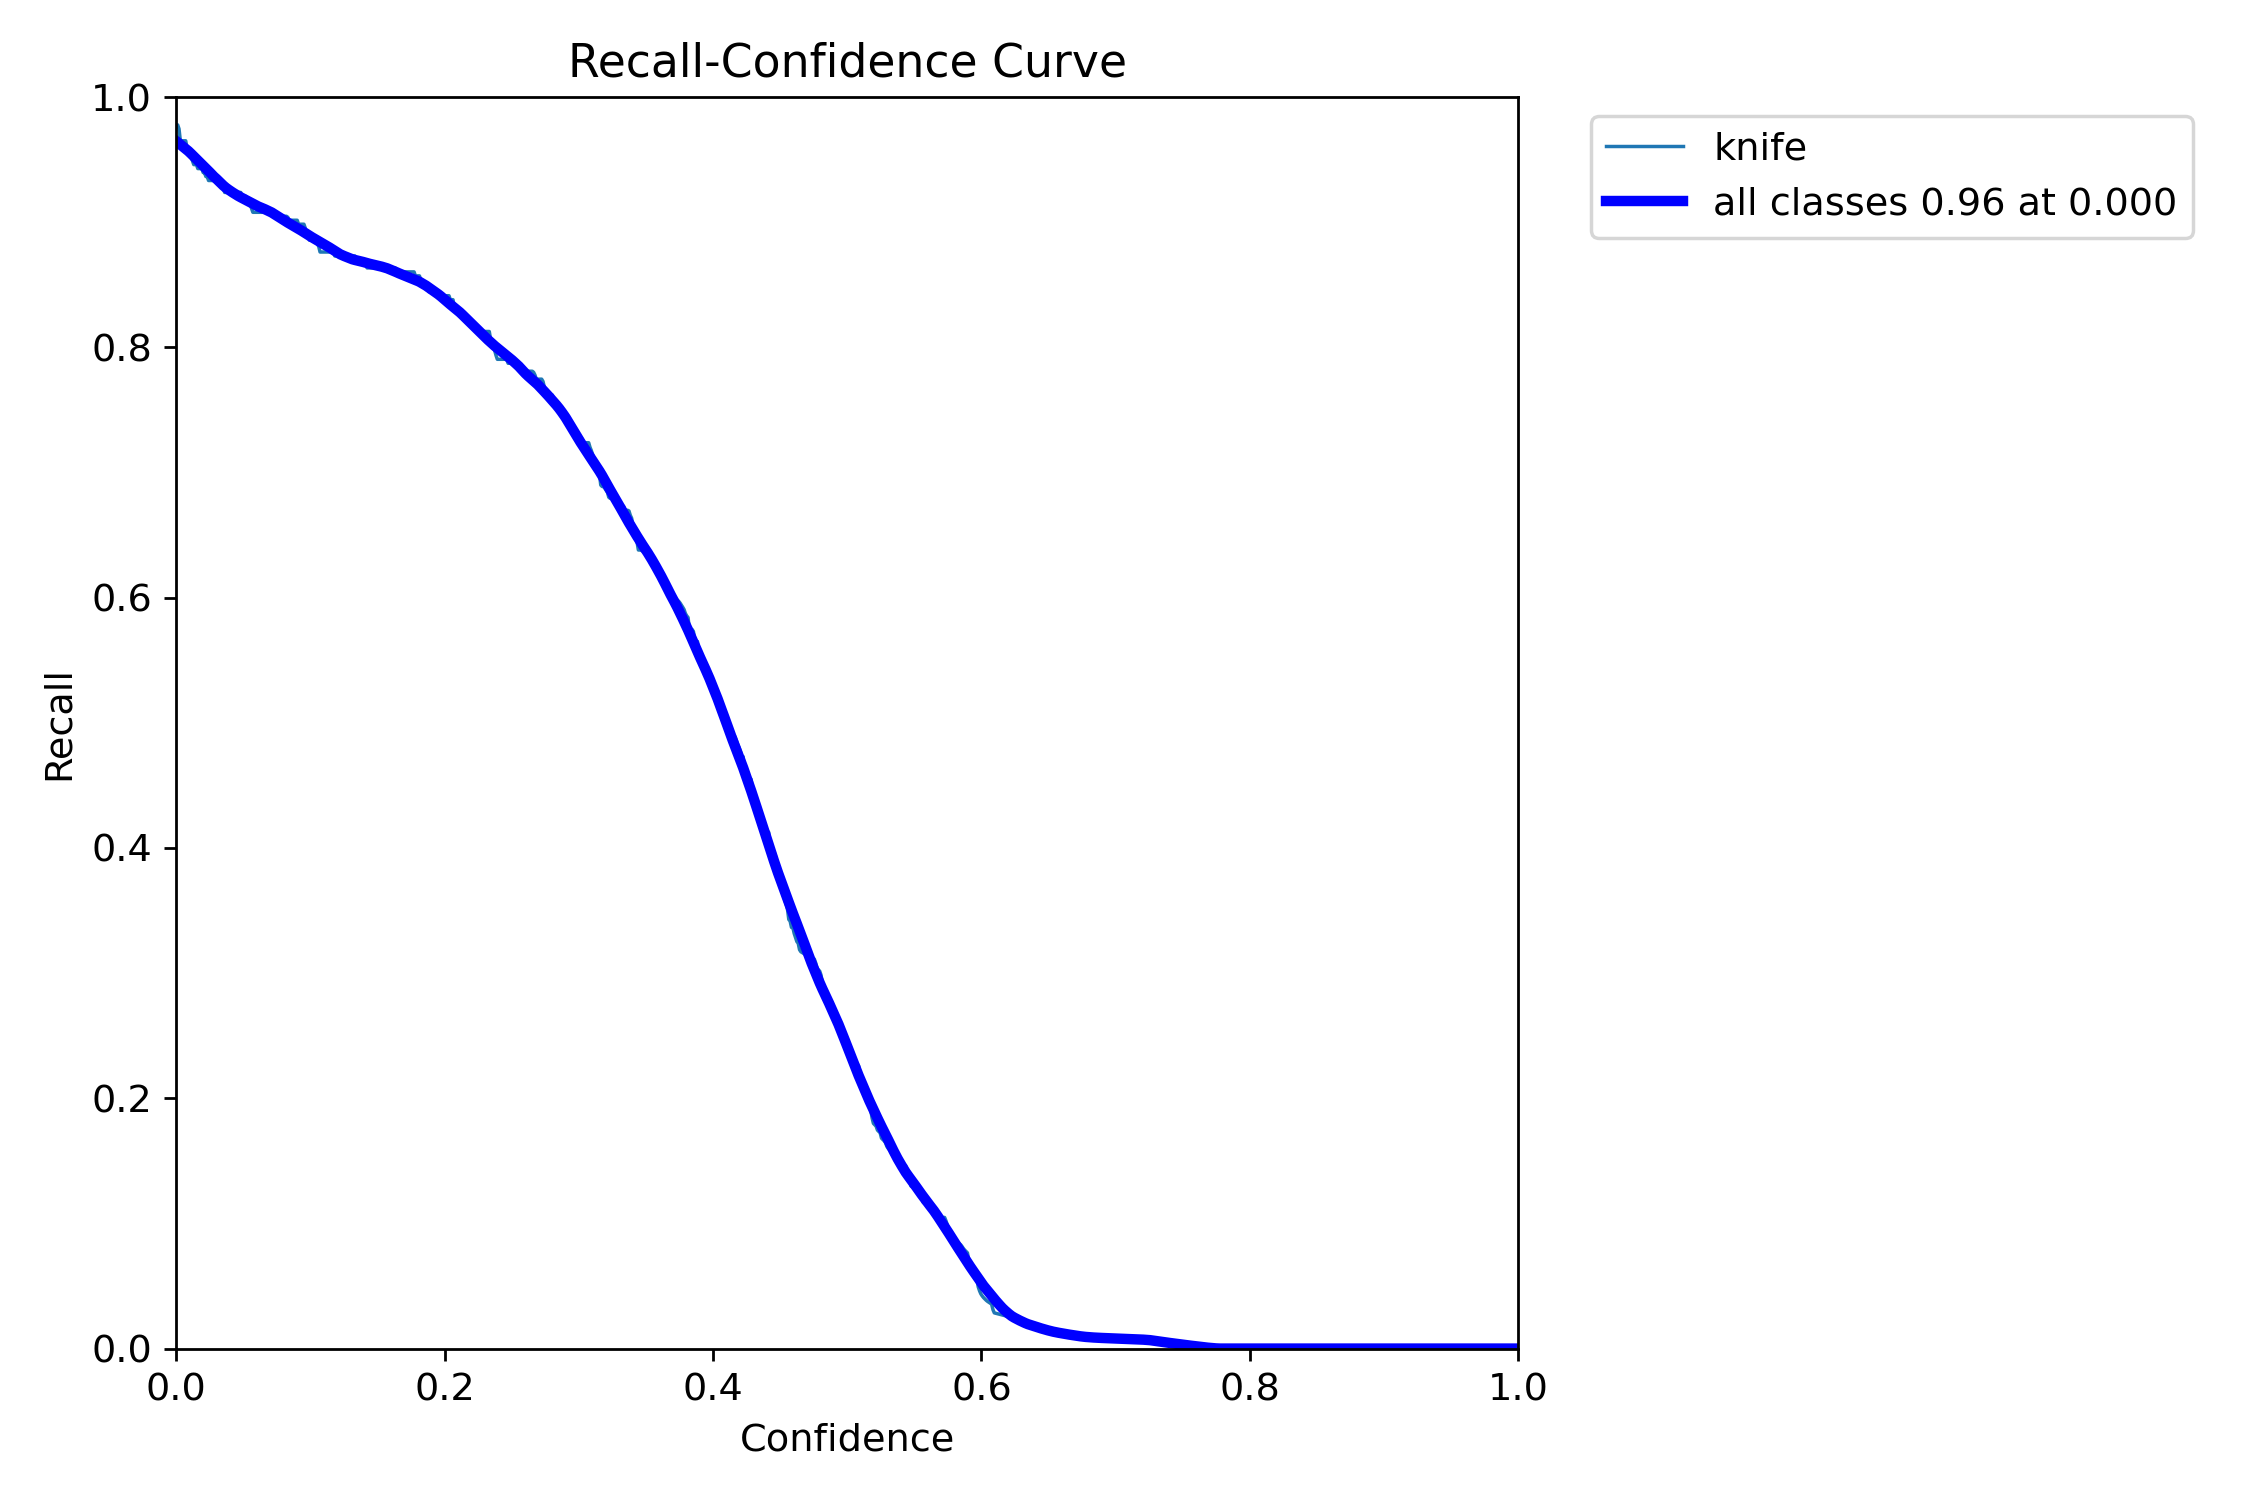 Recall-Confidence Curve
1.0
0.8
0.6
0.4
0.2
0.0
Recall
0.0 0.2 0.4 0.6 0.8 1.0
Confidence
knife
all classes 0.96 at 0.000